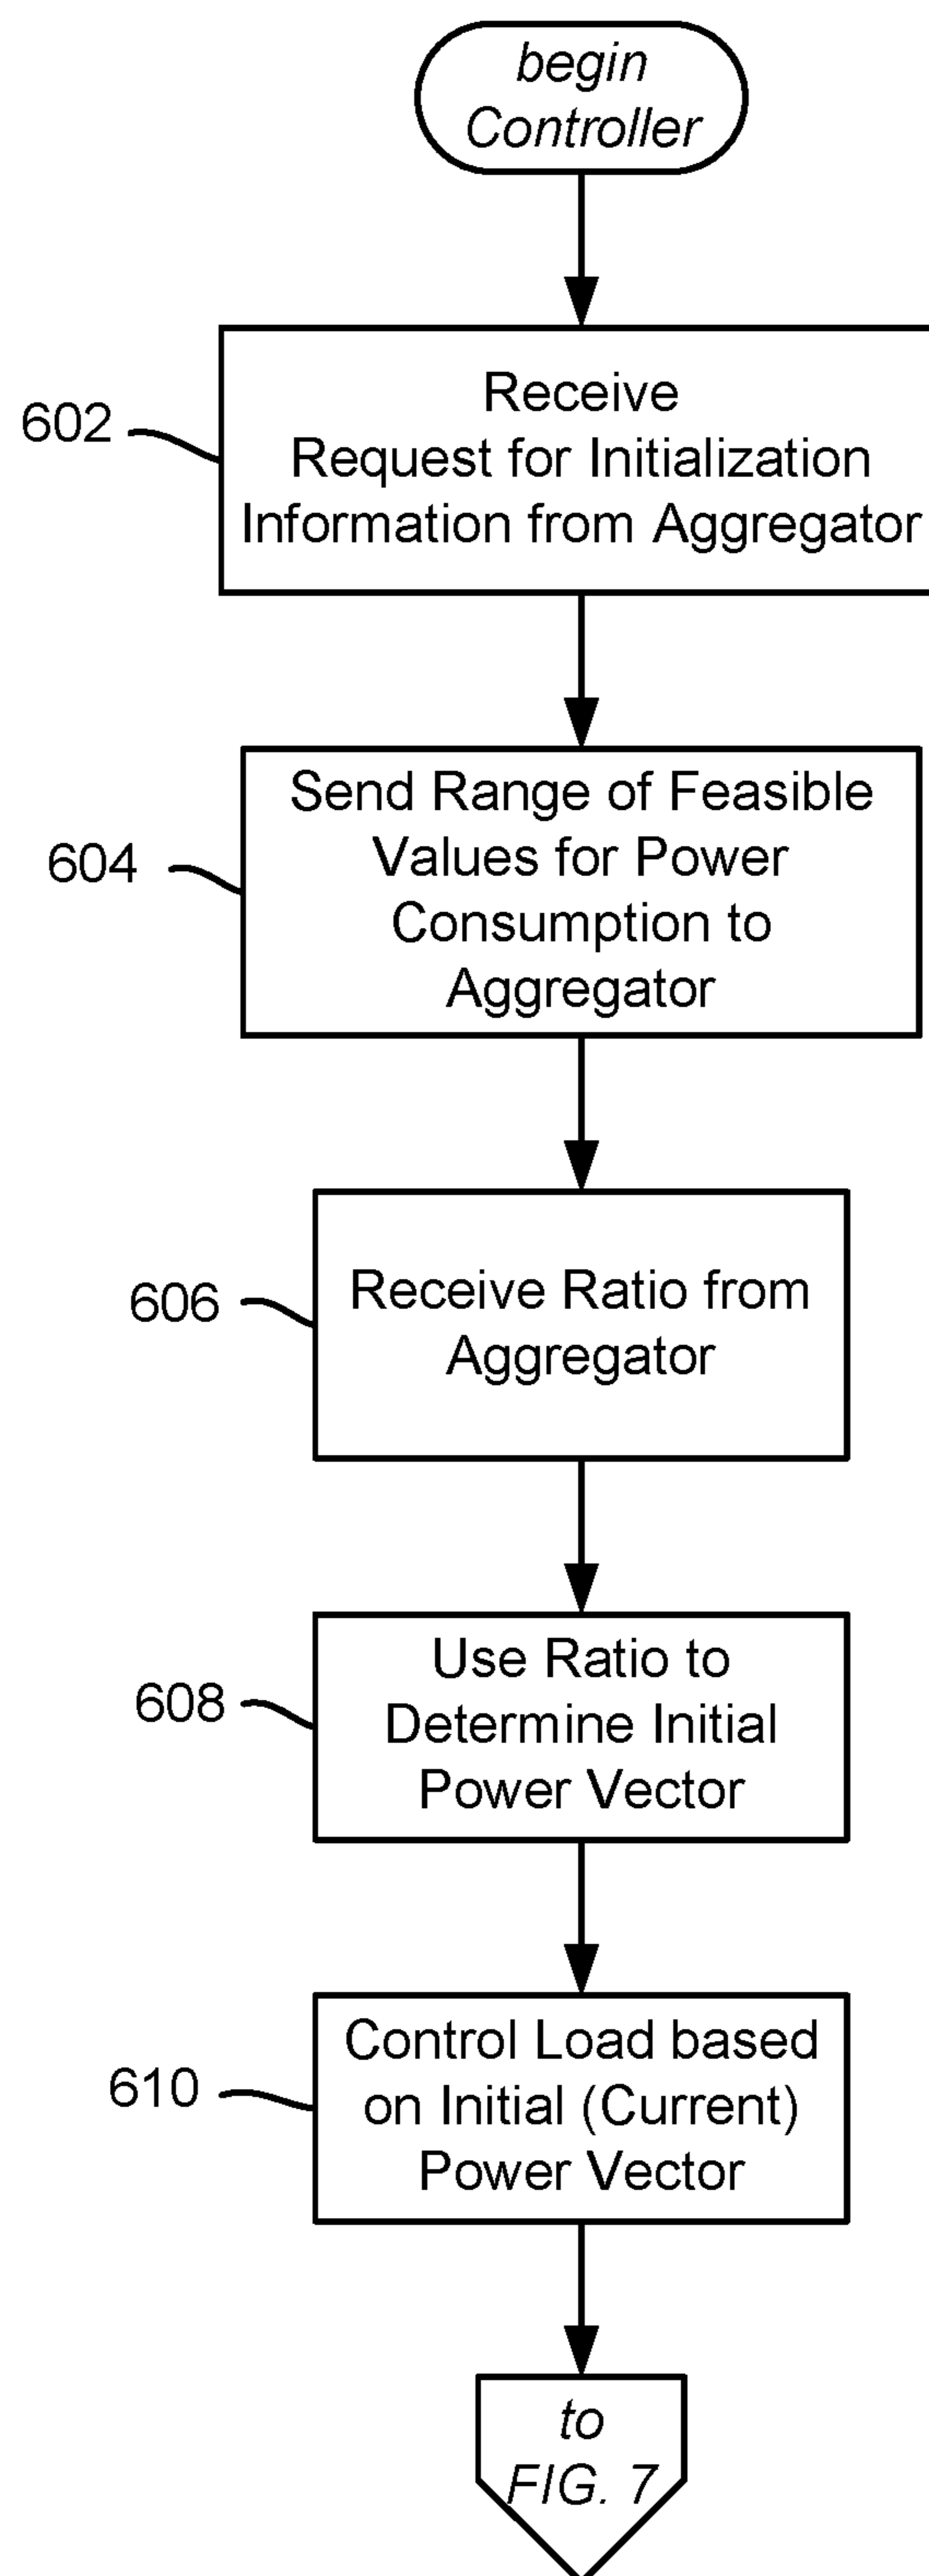 begin
Controller
602
Receive
Request for Initialization
Information from Aggregator
604
Send Range of Feasible
Values for Power
Consumption to
Aggregator
606
Receive Ratio from
Aggregator
608
Use Ratio to
Determine Initial
Power Vector
610
Control Load based
on Initial (Current)
Power Vector
to
FIG. 7